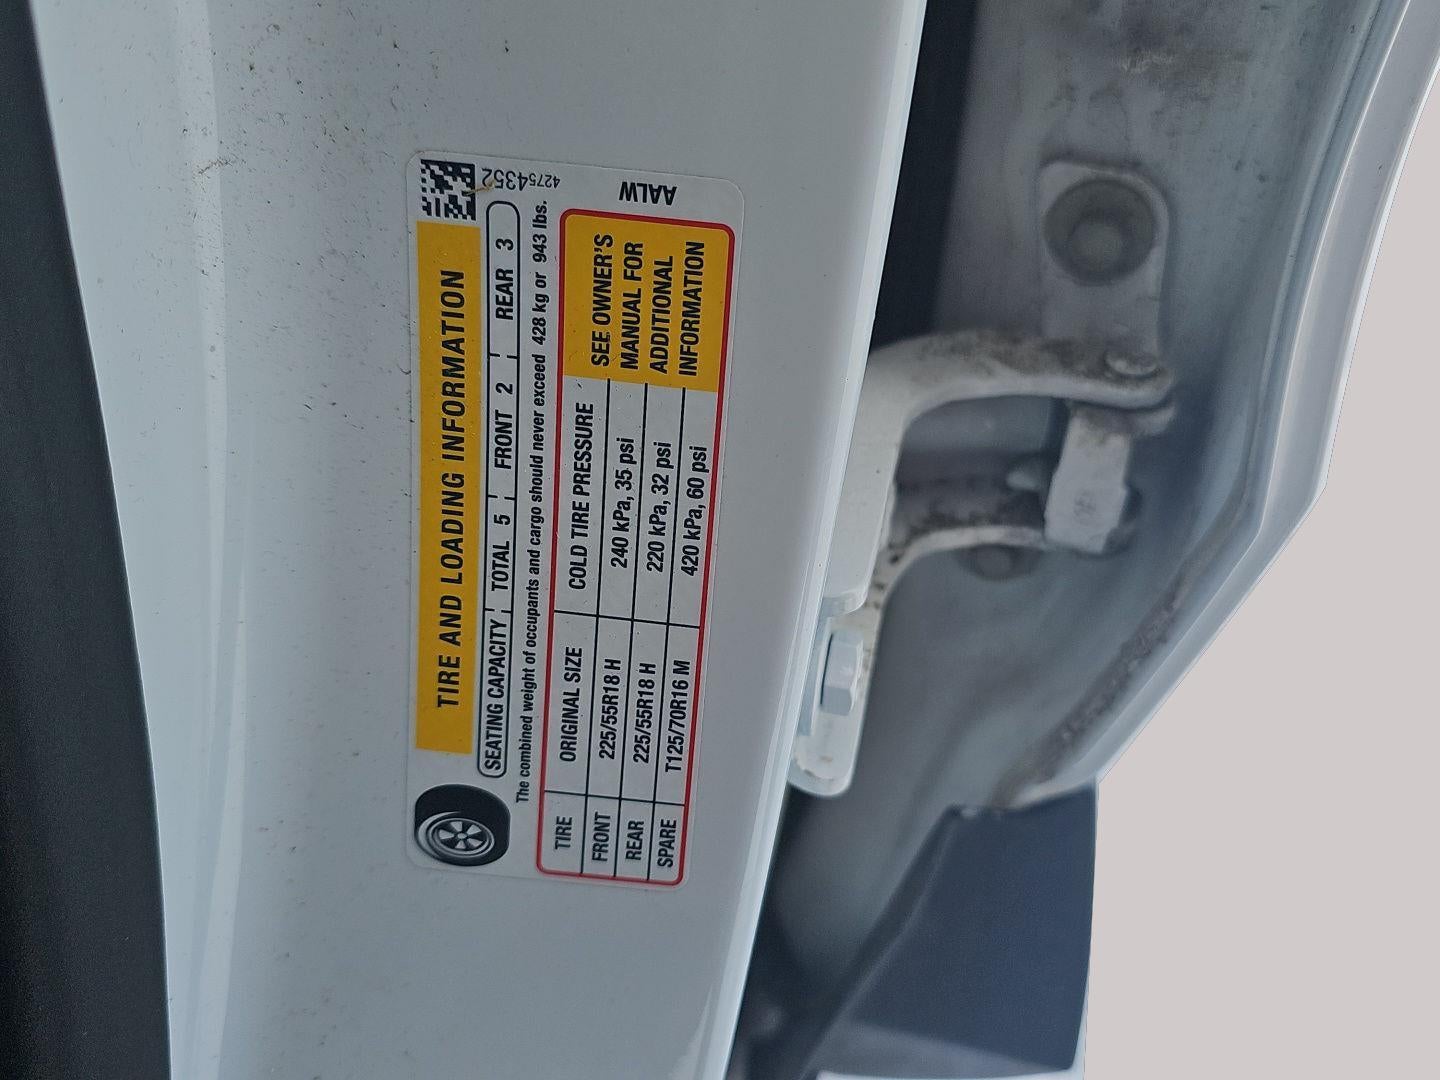 TIRE AND LOADING INFORMATION
SEATING CAPACITY TOTAL 5 FRONT 2 REAR 3
The combined weight of occupants and cargo should never exceed 428 kg or 943 lbs.
TIRE ORIGINAL SIZE COLD TIRE PRESSURE
FRONT 225/55R18 H 240 kPa, 35 psi
REAR 225/55R18 H 220 kPa, 32 psi
SPARE T125/70R16 M 420 kPa, 60 psi
SEE OWNER'S
MANUAL FOR
ADDITIONAL
INFORMATION
42754352
AALW